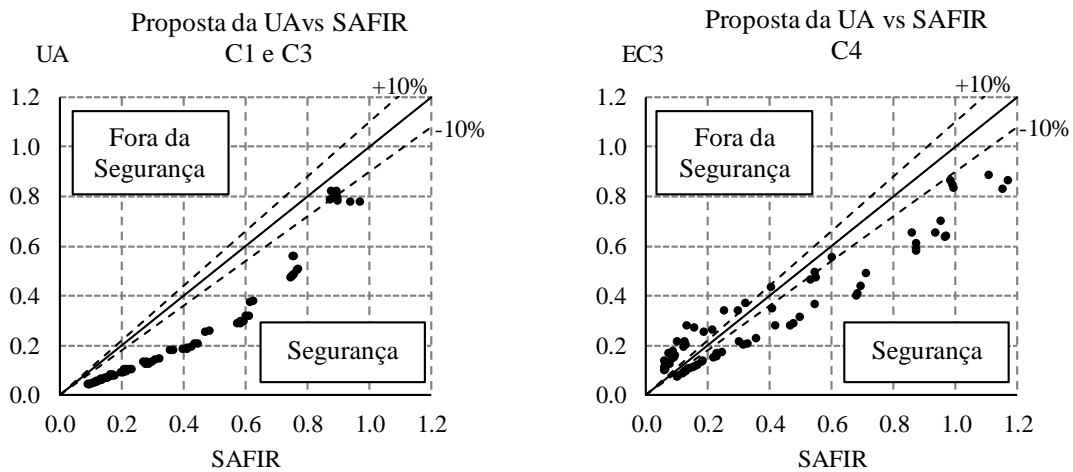 Proposta da UAvs SAFIR
C1 e C3
UA
+10%
-10%
1.2
1.0
0.8
0.6
0.4
0.2
0.0
Fora da
Segurança
Segurança
0.0 0.2 0.4 0.6 0.8 1.0 1.2
SAFIR
Proposta da UA vs SAFIR
C4
EC3
+10%
-10%
1.2
1.0
0.8
0.6
0.4
0.2
0.0
Fora da
Segurança
Segurança
0.0 0.2 0.4 0.6 0.8 1.0 1.2
SAFIR